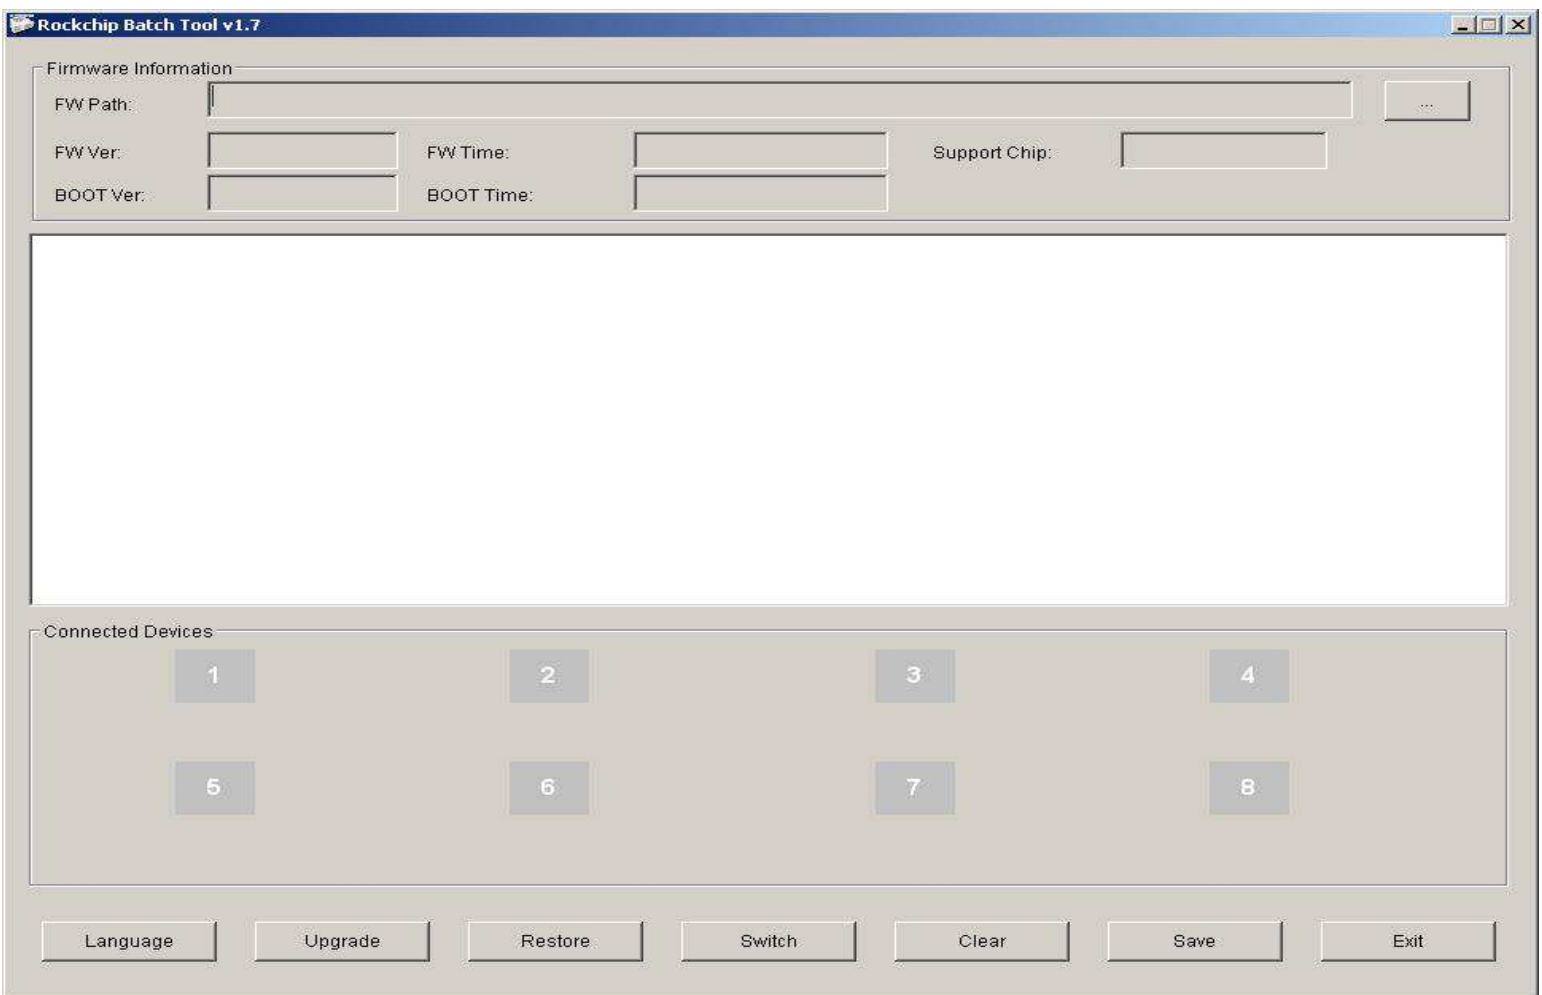 Rockchip Batch Tool v1.7
Firmware Information
FW Path:
...
FW Ver: FW Time: Support Chip:
BOOT Ver: BOOT Time:
Connected Devices
1 2 3 4
5 6 7 8
Language Upgrade Restore Switch Clear Save Exit